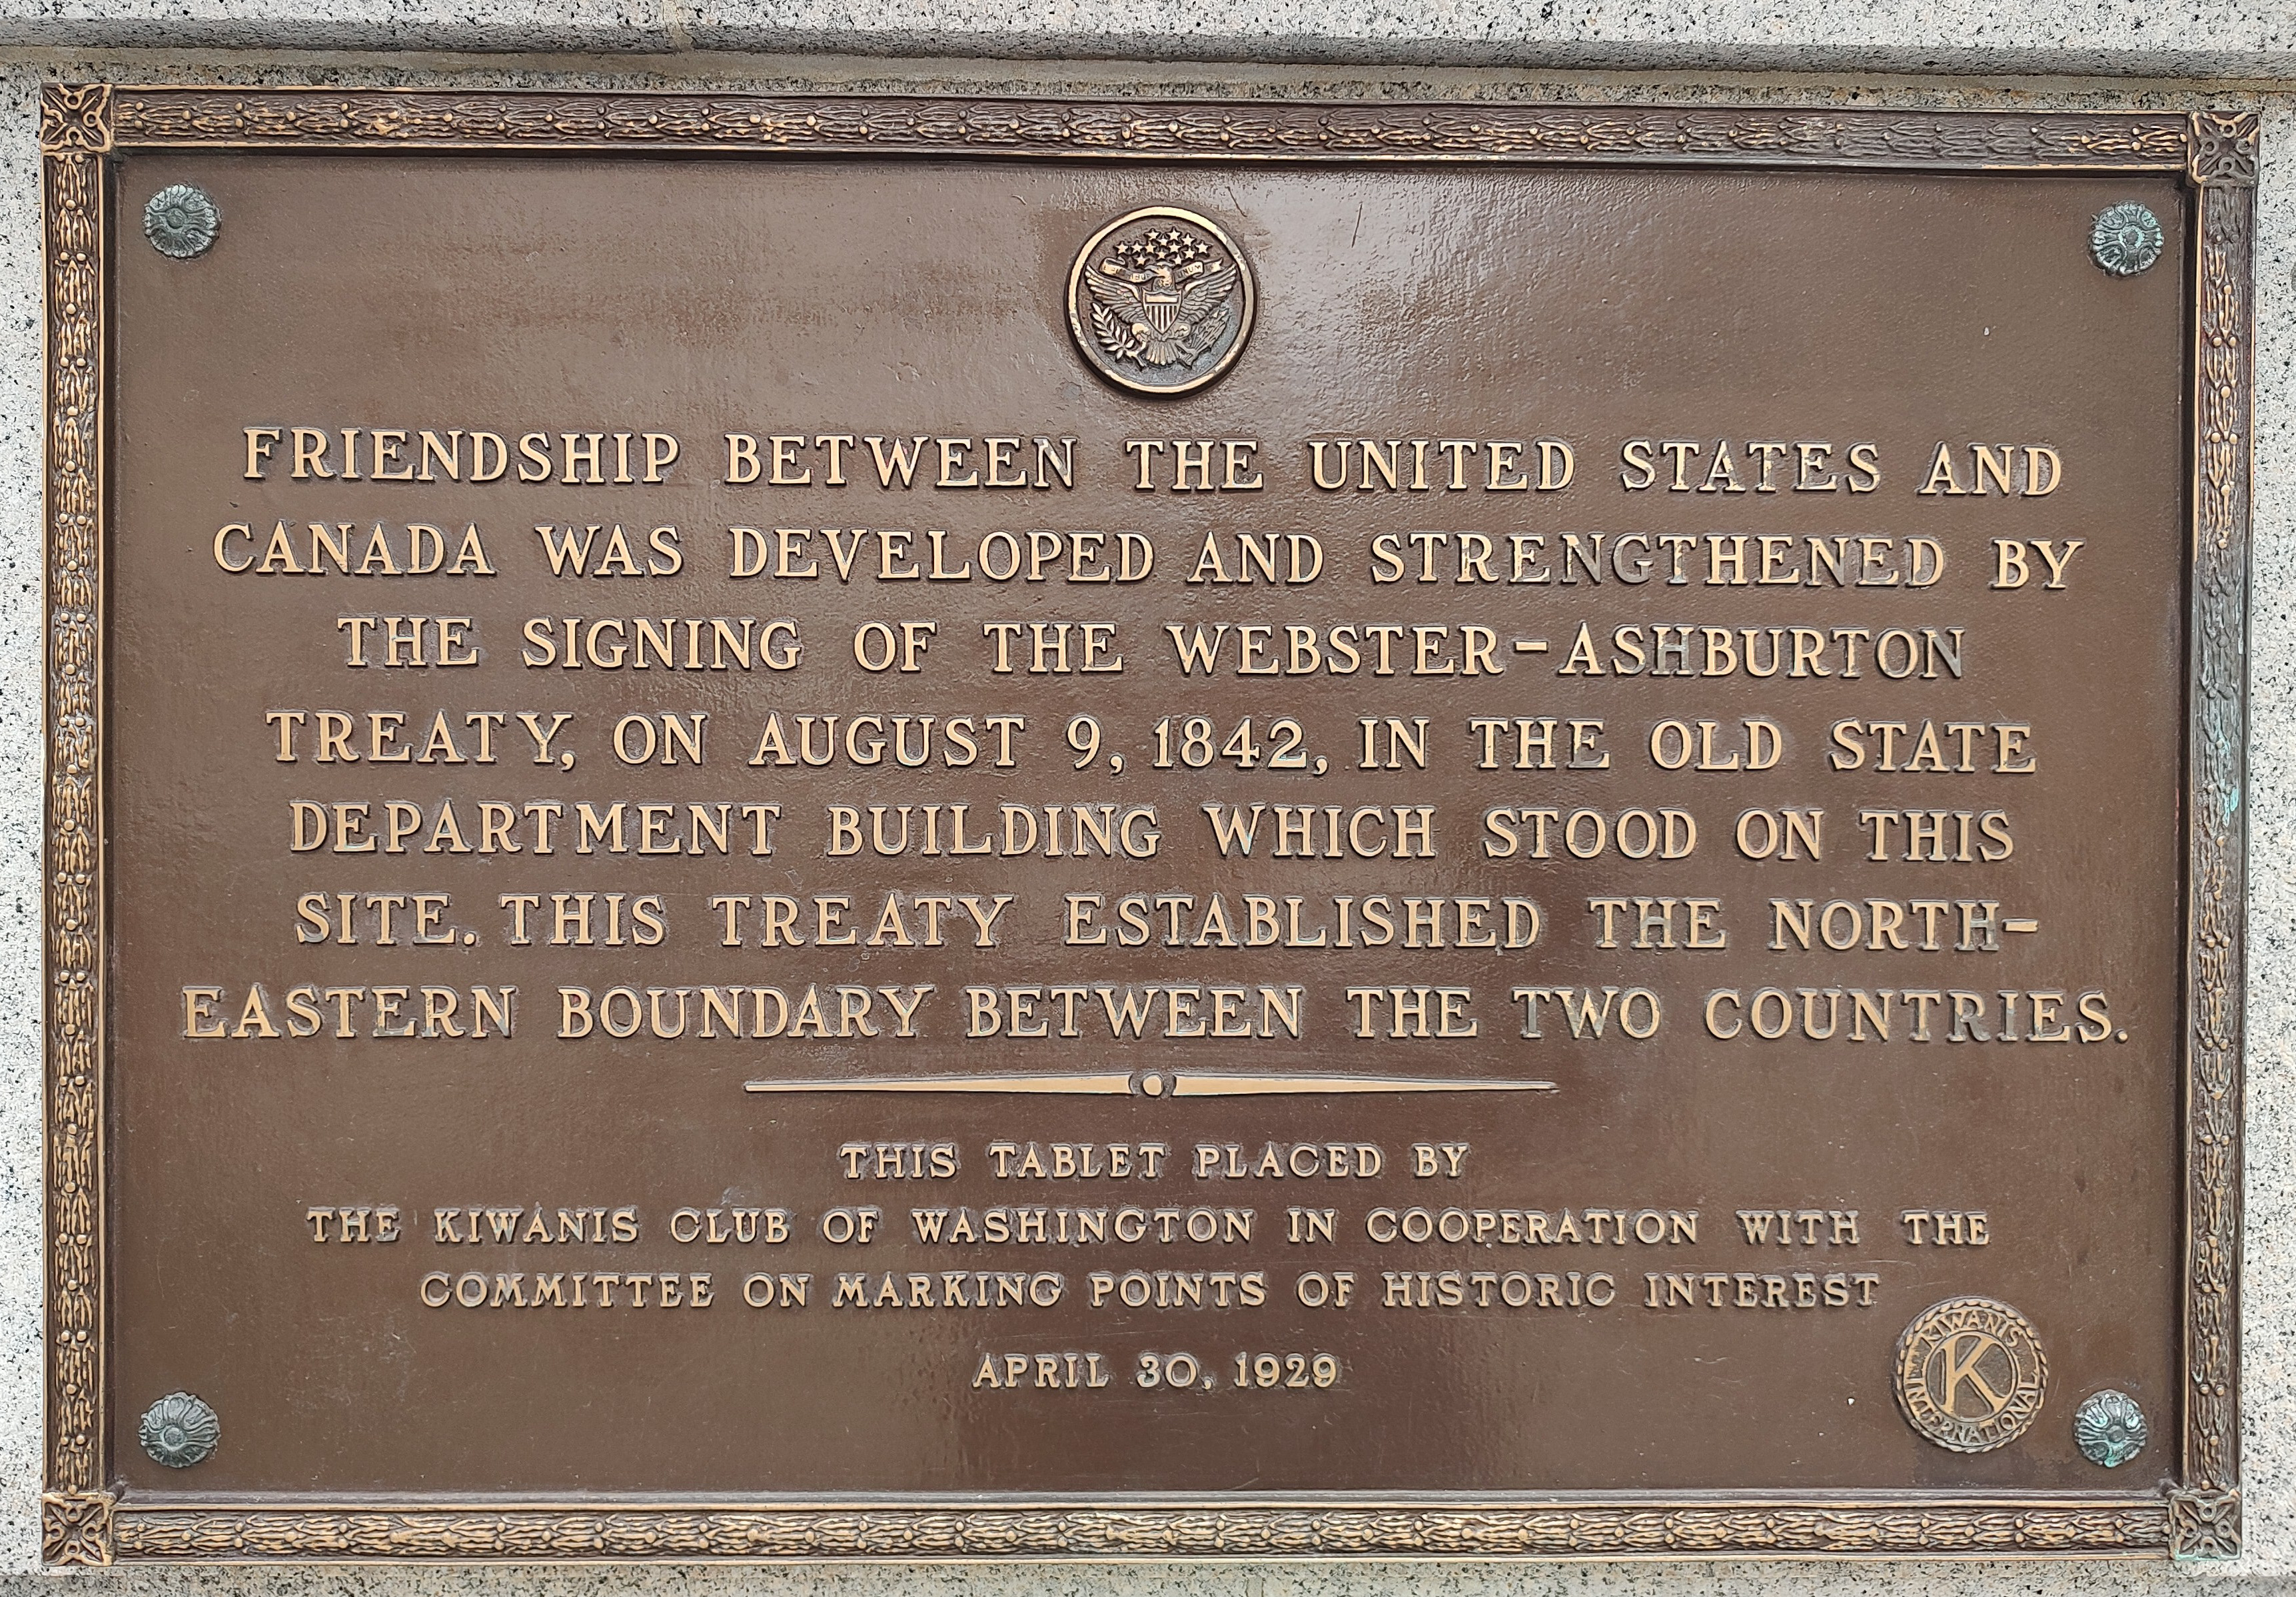 FRIENDSHIP BETWEEN THE UNITED STATES AND
CANADA WAS DEVELOPED AND STRENGTHENED BY
THE SIGNING OF THE WEBSTER-ASHBURTON
TREATY, ON AUGUST 9, 1842, IN THE OLD STATE
DEPARTMENT BUILDING WHICH STOOD ON THIS
SITE. THIS TREATY ESTABLISHED THE NORTH-
EASTERN BOUNDARY BETWEEN THE TWO COUNTRIES.
THIS TABLET PLACED BY
THE KIWANIS CLUB OF WASHINGTON IN COOPERATION WITH THE
COMMITTEE ON MARKING POINTS OF HISTORIC INTEREST
APRIL 30, 1929
KIWANIS
K
INTERNATIONAL